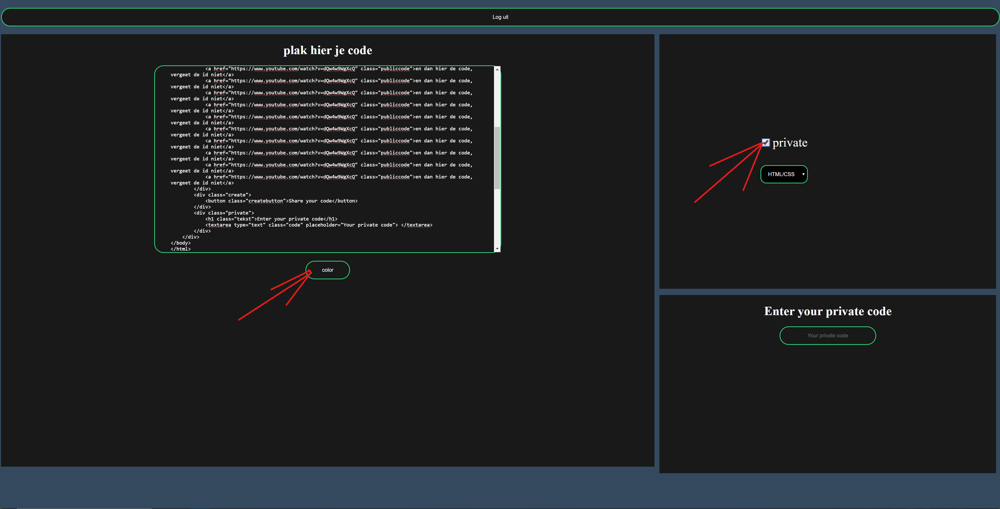 Log uit
plak hier je code
<a href="https://www.youtube.com/watch?v=dQw4w9WgXcQ" class="publiccode">en dan hier de code,
vergeet de id niet</a>
<a href="https://www.youtube.com/watch?v=dQw4w9WgXcQ" class="publiccode">en dan hier de code,
vergeet de id niet</a>
<a href="https://www.youtube.com/watch?v=dQw4w9WgXcQ" class="publiccode">en dan hier de code,
vergeet de id niet</a>
<a href="https://www.youtube.com/watch?v=dQw4w9WgXcQ" class="publiccode">en dan hier de code,
vergeet de id niet</a>
<a href="https://www.youtube.com/watch?v=dQw4w9WgXcQ" class="publiccode">en dan hier de code,
vergeet de id niet</a>
<a href="https://www.youtube.com/watch?v=dQw4w9WgXcQ" class="publiccode">en dan hier de code,
vergeet de id niet</a>
<a href="https://www.youtube.com/watch?v=dQw4w9WgXcQ" class="publiccode">en dan hier de code,
vergeet de id niet</a>
<a href="https://www.youtube.com/watch?v=dQw4w9WgXcQ" class="publiccode">en dan hier de code,
vergeet de id niet</a>
<a href="https://www.youtube.com/watch?v=dQw4w9WgXcQ" class="publiccode">en dan hier de code,
vergeet de id niet</a>
<a href="https://www.youtube.com/watch?v=dQw4w9WgXcQ" class="publiccode">en dan hier de code,
vergeet de id niet</a>
</div>
<div class="create">
<button class="createbutton">Share your code</button>
</div>
<div class="private">
<h1 class="tekst">Enter your private code</h1>
<textarea type="text" class="code" placeholder="Your private code"> </textarea>
</div>
</div>
</body>
</html>
color
private
HTML/CSS
Enter your private code
Your private code